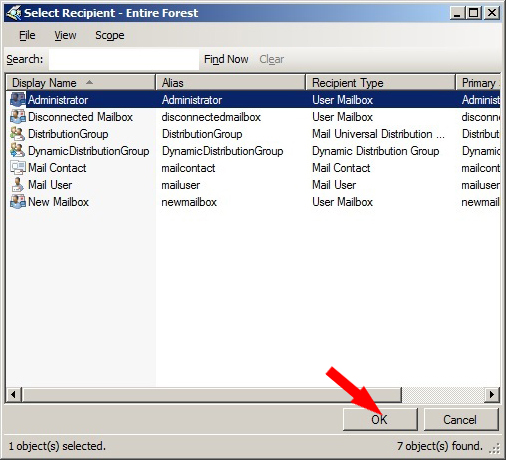 Select Recipient - Entire Forest
File View Scope
Search: Find Now Clear
Display Name Alias Recipient Type Primary
Administrator Administrator User Mailbox Administ
Disconnected Mailbox disconnectedmailbox User Mailbox disconn
DistributionGroup DistributionGroup Mail Universal Distribution ... Distribut
DynamicDistributionGroup DynamicDistributionGroup Dynamic Distribution Group Dynamic
Mail Contact mailcontact Mail Contact mailcont
Mail User mailuser Mail User mailuser
New Mailbox newmailbox User Mailbox newmail
OK Cancel
1 object(s) selected. 7 object(s) found.